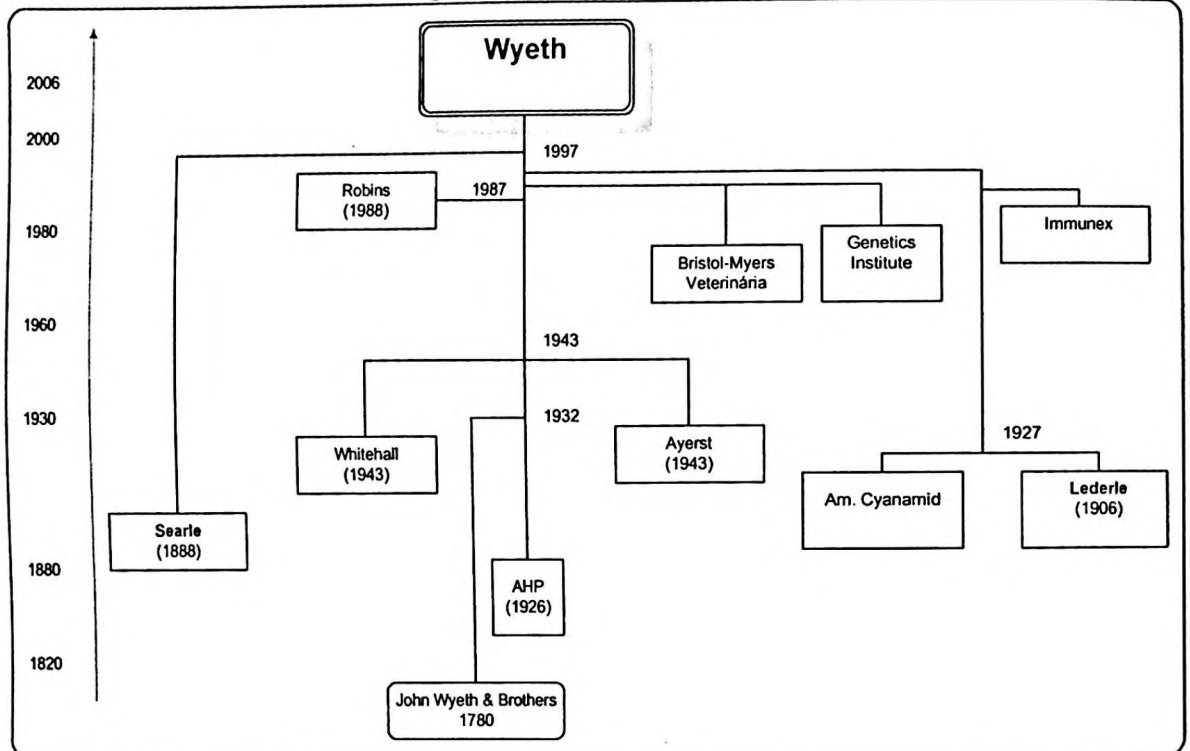 Wyeth
2006
2000
1997
Robins
(1988)
1987
Immunex
1980
Genetics
Institute
Bristol-Myers
Veterinária
1960
1943
1930
1932
Whitehall
(1943)
Ayerst
(1943)
1927
Am. Cyanamid
Lederle
(1906)
Searle
(1888)
1880
AHP
(1926)
1820
John Wyeth & Brothers
1780